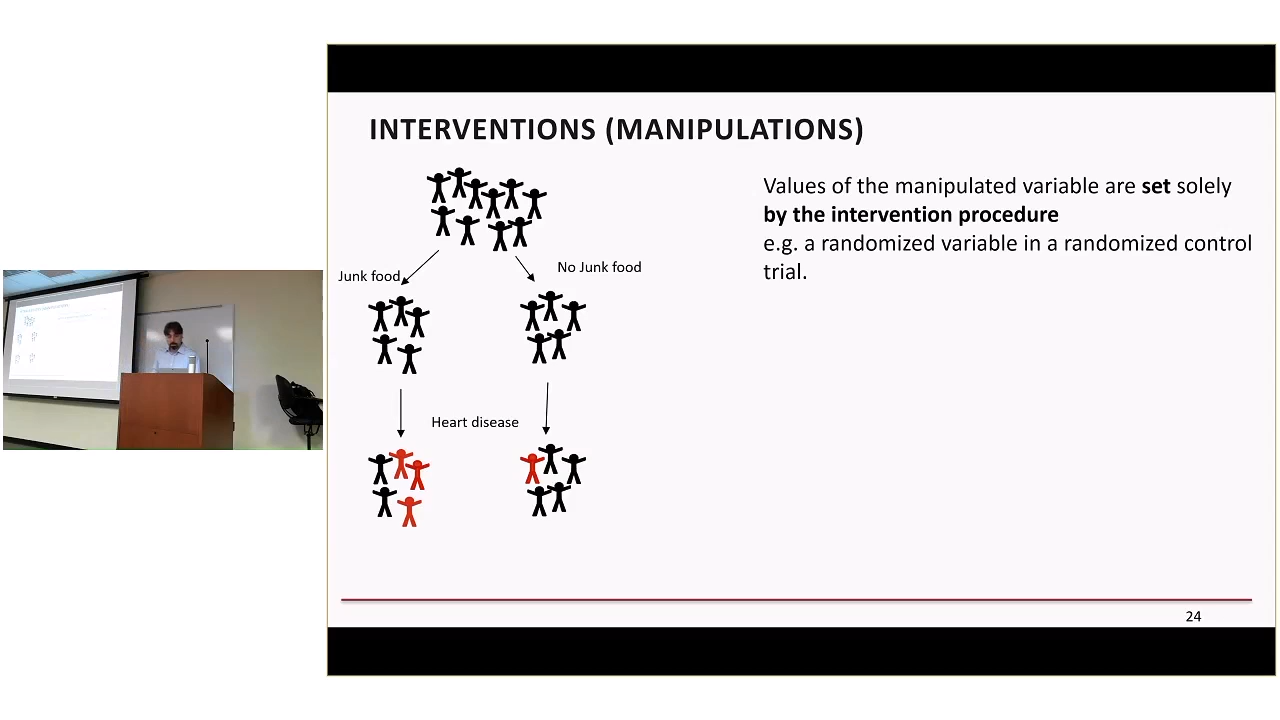 INTERVENTIONS (MANIPULATIONS)
Values of the manipulated variable are set solely
by the intervention procedure
e.g. a randomized variable in a randomized control
trial.
Junk food
No Junk food
Heart disease
24